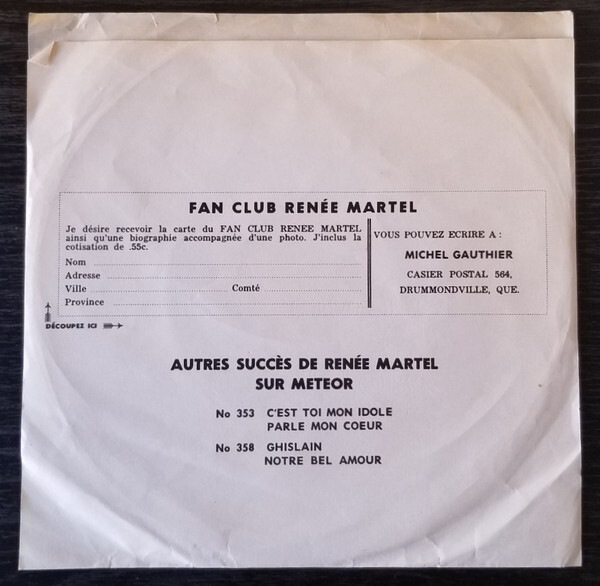 FAN CLUB RENÉE MARTEL
Je désire recevoir la carte du FAN CLUB RENEE MARTEL
ainsi qu'une biographie accompagnée d'une photo. J'inclus la
cotisation de .55c.
Nom
Adresse
Ville Comté
Province
VOUS POUVEZ ECRIRE A :
MICHEL GAUTHIER
CASIER POSTAL 564,
DRUMMONDVILLE, QUE.
DÉCOUPEZ ICI
AUTRES SUCCÈS DE RENÉE MARTEL
SUR METEOR
No 353 C'EST TOI MON IDOLE
PARLE MON COEUR
No 358 GHISLAIN
NOTRE BEL AMOUR